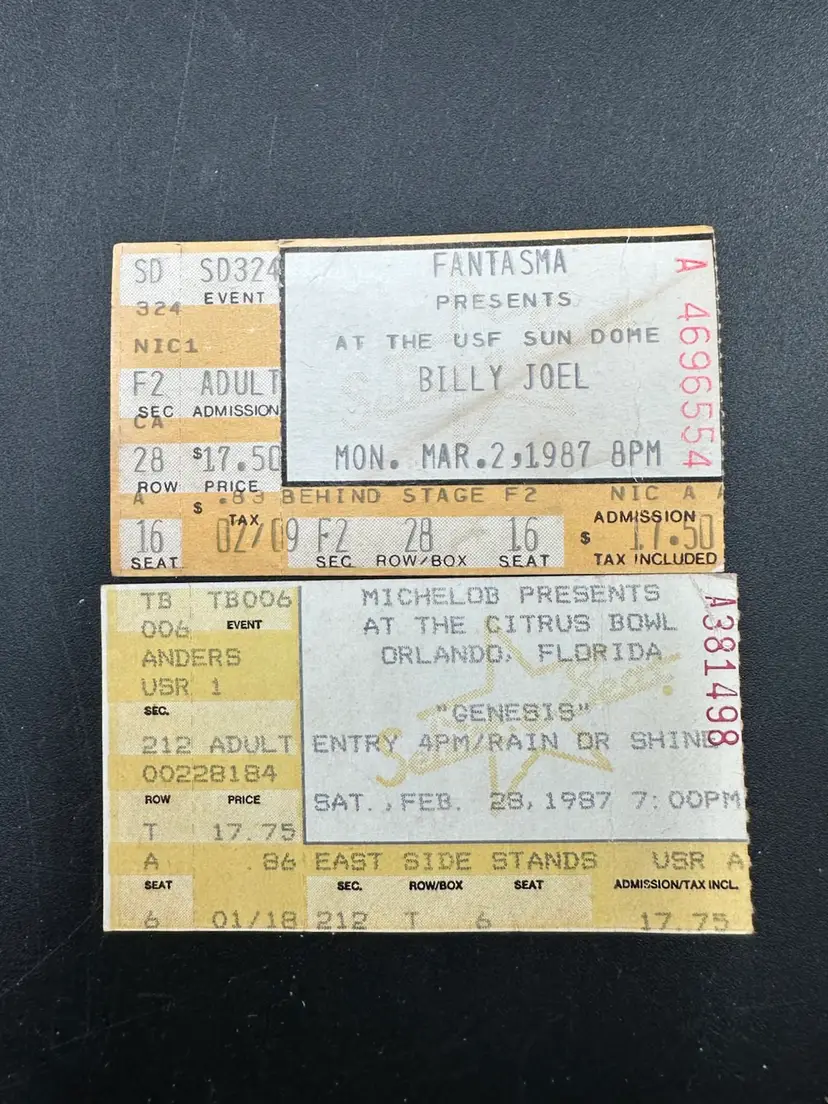 SD SD324 FANTASMA A 4696554
324 EVENT PRESENTS
NIC1 AT THE USF SUN DOME
F2 ADULT BILLY JOEL
SEC ADMISSION
CA
28 $17.50 MON. MAR.2,1987 8PM
ROW PRICE
A .83 BEHIND STAGE F2 NIC A A
$ TAX ADMISSION
16 02/09 F2 28 16 $ 17.50
SEAT SEC ROW/BOX SEAT TAX INCLUDED
TB TB006 MICHELOB PRESENTS A381498
006 EVENT AT THE CITRUS BOWL
ANDERS ORLANDO, FLORIDA
USR 1
SEC. "GENESIS"
212 ADULT ENTRY 4PM/RAIN OR SHINE
00228184
ROW PRICE SAT.,FEB. 28,1987 7:00PM
T 17.75
A .86 EAST SIDE STANDS USR A
SEAT SEC. ROW/BOX SEAT ADMISSION/TAX INCL.
6 01/18 212 T 6 17.75